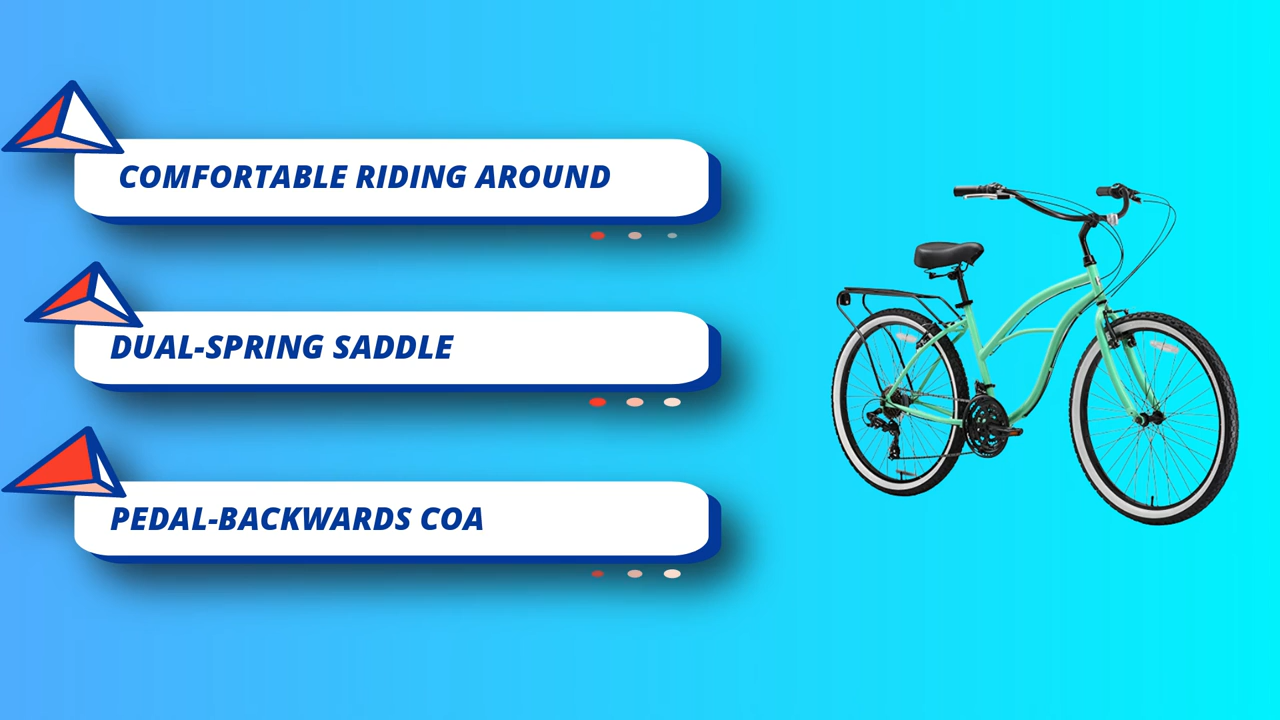 COMFORTABLE RIDING AROUND
DUAL-SPRING SADDLE
PEDAL-BACKWARDS COA